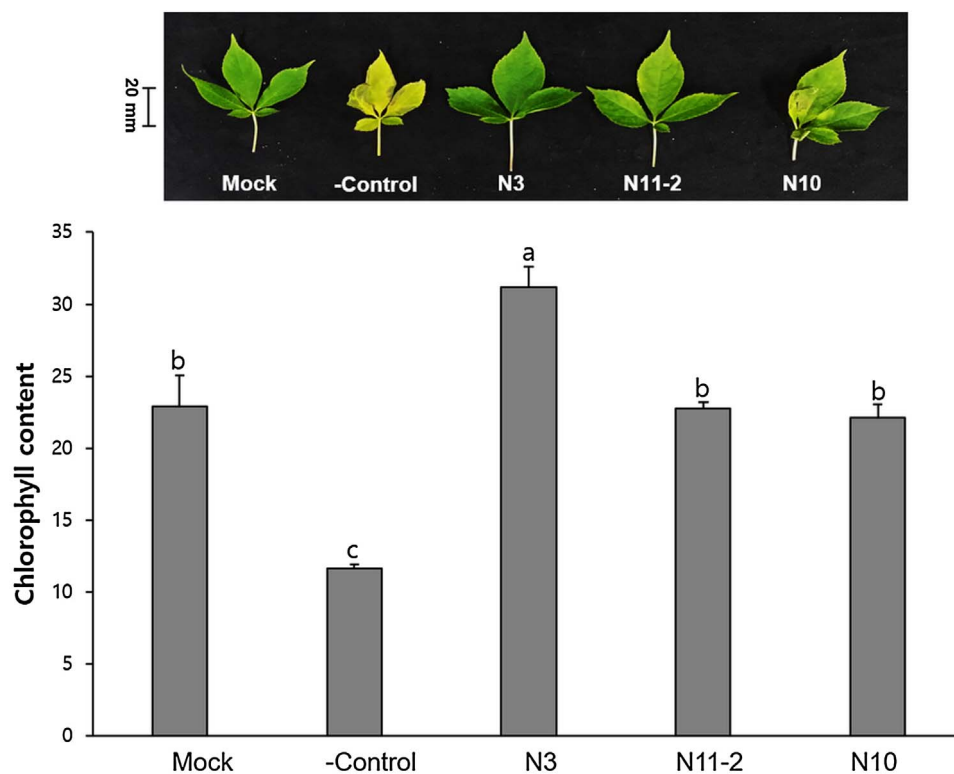 20 mm
Mock
-Control
N3
N11-2
N10
35
30
25
20
15
10
5
0
Chlorophyll content
b
c
a
b
b
Mock
-Control
N3
N11-2
N10